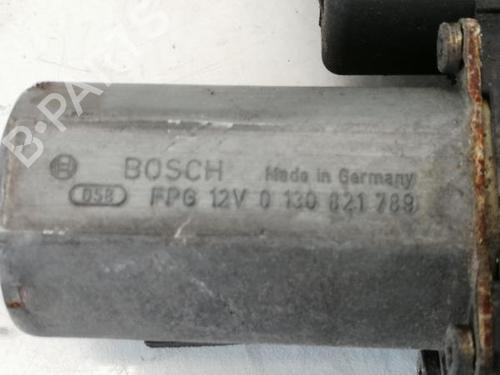 B-PARTS
BOSCH Made in Germany
058 FPG 12V 0 130 821 789